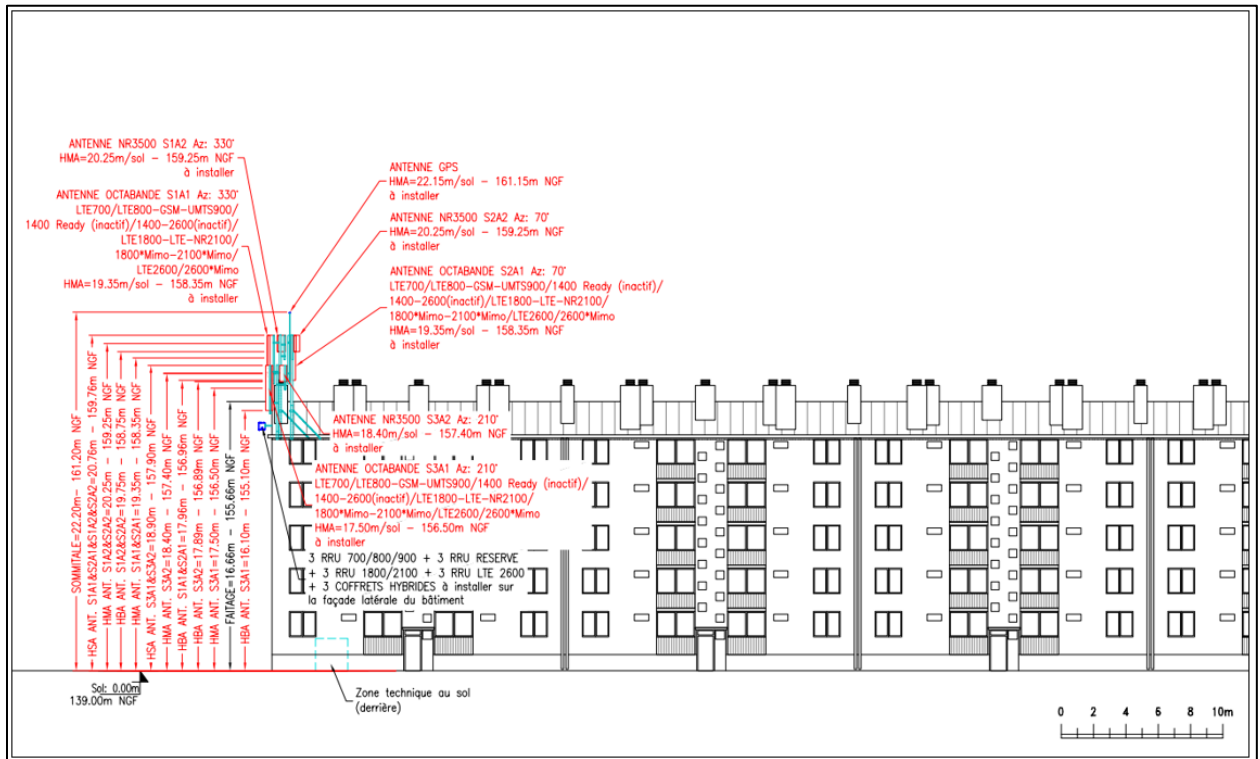 ANTENNE NR3500 S1A2 Az: 330°
HMA=20.25m/sol - 159.25m NGF
à installer
ANTENNE OCTABANDE S1A1 Az: 330°
LTE700/LTE800-GSM-UMTS900/
1400 Ready (inactif)/1400-2600(inactif)/
LTE1800-LTE-NR2100/
1800*Mimo-2100*Mimo/
LTE2600/2600*Mimo
HMA=19.35m/sol - 158.35m NGF
à installer
ANTENNE GPS
HMA=22.15m/sol - 161.15m NGF
à installer
ANTENNE NR3500 S2A2 Az: 70°
HMA=20.25m/sol - 159.25m NGF
à installer
ANTENNE OCTABANDE S2A1 Az: 70°
LTE700/LTE800-GSM-UMTS900/1400 Ready (inactif)/
1400-2600(inactif)/LTE1800-LTE-NR2100/
1800*Mimo-2100*Mimo/LTE2600/2600*Mimo
HMA=19.35m/sol - 158.35m NGF
à installer
SOMMITALE=22.20m- 161.20m NGF
HSA ANT. S1A1&S2A1&S1A2&S2A2=20.76m - 159.76m NGF
HMA ANT. S1A2&S2A2=20.25m - 159.25m NGF
HBA ANT. S1A2&S2A2=19.75m - 158.75m NGF
HMA ANT. S1A1&S2A1=19.35m - 158.35m NGF
HSA ANT. S3A1&S3A2=18.90m - 157.90m NGF
HMA ANT. S3A2=18.40m - 157.40m NGF
HBA ANT. S1A1&S2A1=17.96m - 156.96m NGF
HBA ANT. S3A2=17.89m - 156.89m NGF
HMA ANT. S3A1=17.50m - 156.50m NGF
FAITAGE=16.66m - 155.66m NGF
HBA ANT. S3A1=16.10m - 155.10m NGF
ANTENNE NR3500 S3A2 Az: 210°
HMA=18.40m/sol - 157.40m NGF
à installer
ANTENNE OCTABANDE S3A1 Az: 210°
LTE700/LTE800-GSM-UMTS900/1400 Ready (inactif)/
1400-2600(inactif)/LTE1800-LTE-NR2100/
1800*Mimo-2100*Mimo/LTE2600/2600*Mimo
HMA=17.50m/sol - 156.50m NGF
à installer
3 RRU 700/800/900 + 3 RRU RESERVE
+ 3 RRU 1800/2100 + 3 RRU LTE 2600
+ 3 COFFRETS HYBRIDES à installer sur
la façade latérale du bâtiment
Sol: 0.00m
139.00m NGF
Zone technique au sol
(derrière)
0 2 4 6 8 10m